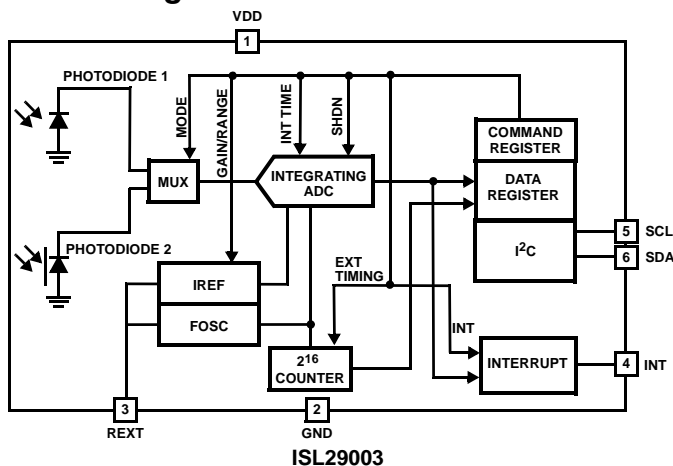 VDD
1
PHOTODIODE 1
MODE
GAIN/RANGE
INT TIME
SHDN
COMMAND
REGISTER
MUX
INTEGRATING
ADC
DATA
REGISTER
I²C
5 SCL
6 SDA
PHOTODIODE 2
EXT
TIMING
IREF
FOSC
INT
2¹⁶
COUNTER
INTERRUPT
4 INT
3
REXT
2
GND
ISL29003